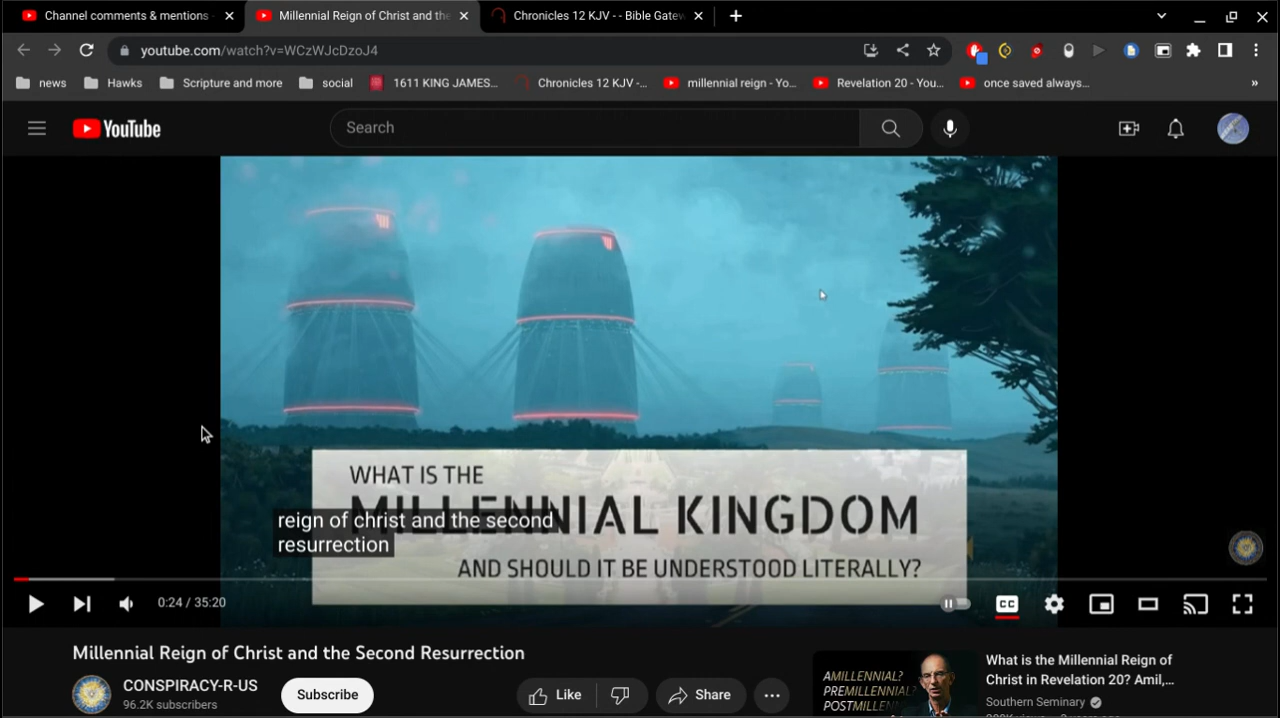 Channel comments & mentions -
Millennial Reign of Christ and the
Chronicles 12 KJV - - Bible Gatew
youtube.com/watch?v=WCzWJcDzoJ4
news
Hawks
Scripture and more
social
1611 KING JAMES...
Chronicles 12 KJV -...
millennial reign - Yo...
Revelation 20 - You...
once saved always...
»
YouTube
Search
WHAT IS THE
MILLENNIAL KINGDOM
reign of christ and the second
resurrection
AND SHOULD IT BE UNDERSTOOD LITERALLY?
0:24 / 35:20
CC
Millennial Reign of Christ and the Second Resurrection
CONSPIRACY-R-US
96.2K subscribers
Subscribe
Like
Share
AMILLENNIAL?
PREMILLENNIAL?
POSTMILLEN
What is the Millennial Reign of
Christ in Revelation 20? Amil,...
Southern Seminary